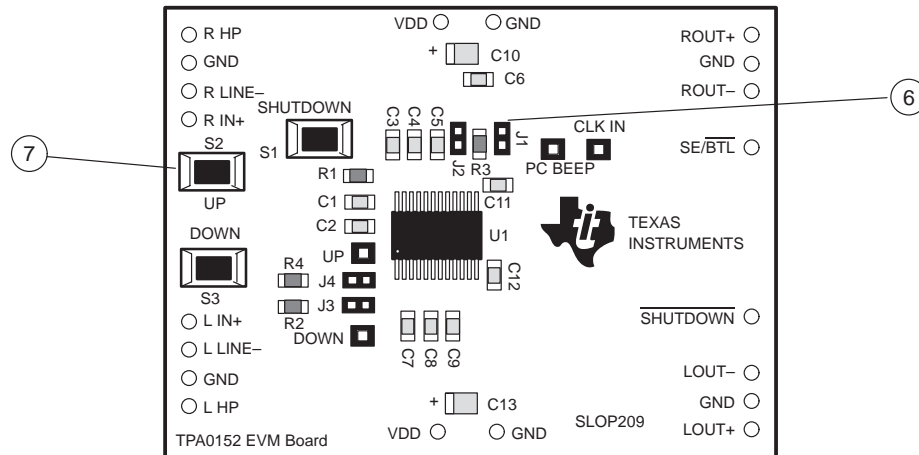 VDD GND
R HP
GND
R LINE–
R IN+
S2
UP
DOWN
S3
L IN+
L LINE–
GND
L HP
TPA0152 EVM Board
7
SHUTDOWN
S1
R1
C1
C2
UP
R4
J4
J3
R2
DOWN
+ C10
C6
C3
C4
C5
J2
R3
J1
PC BEEP
CLK IN
C11
U1
C12
C7
C8
C9
+ C13
VDD GND
TEXAS
INSTRUMENTS
SLOP209
6
ROUT+
GND
ROUT–
SE/BTL
SHUTDOWN
LOUT–
GND
LOUT+